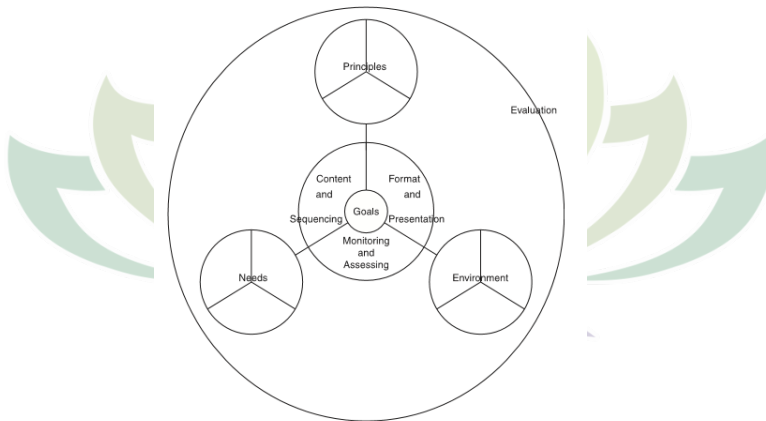 Principles
Evaluation
Content
and
Sequencing
Format
and
Presentation
Goals
Monitoring
and
Assessing
Needs
Environment